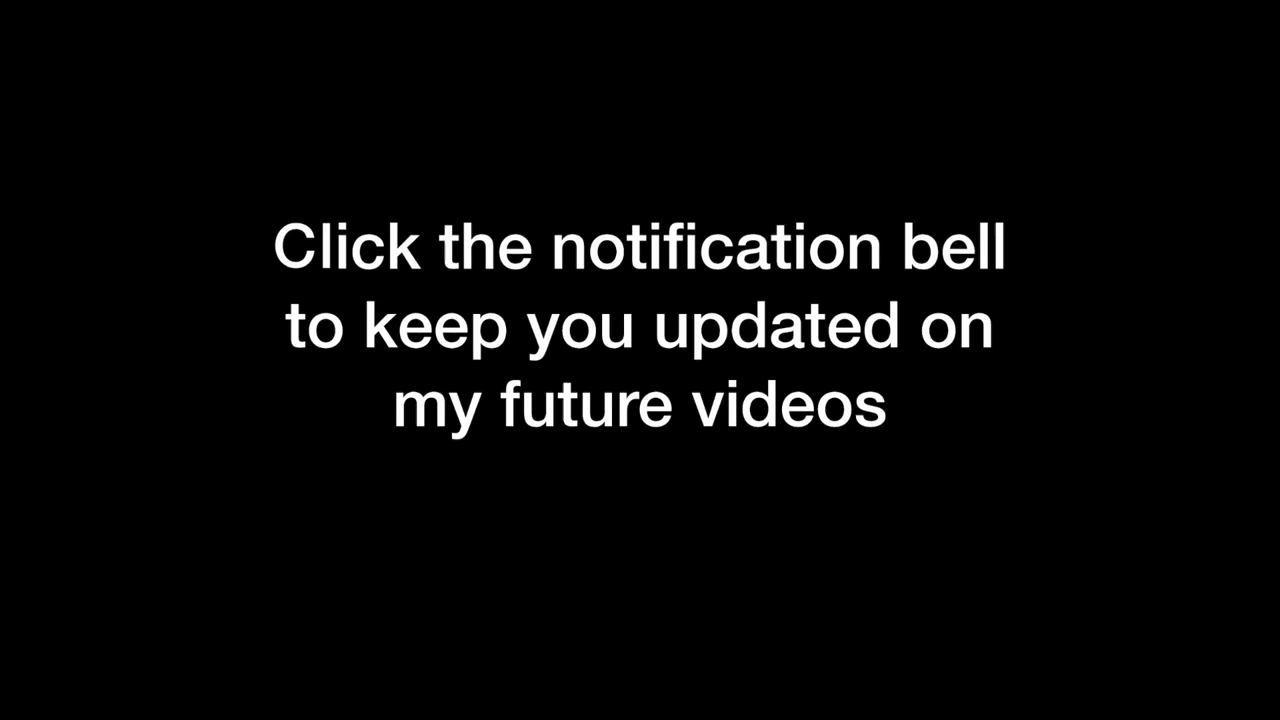 Click the notification bell
to keep you updated on
my future videos